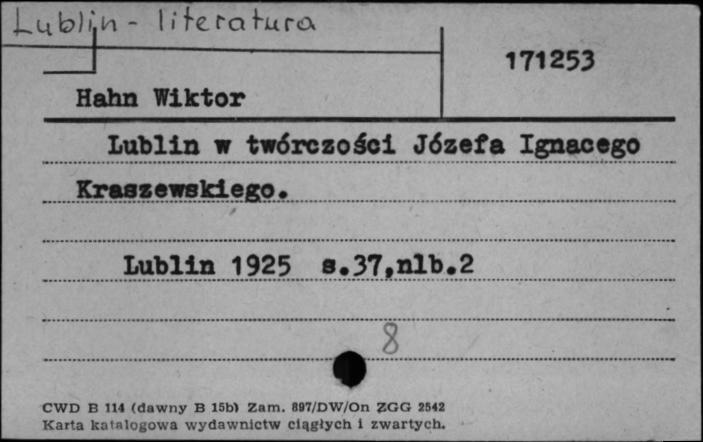 Lublin - literatura
171253
Hahn Wiktor
Lublin w twórczości Józefa Ignacego
Kraszewskiego.
Lublin 1925 s.37,nlb.2
8
CWD B 114 (dawny B 15b) Zam. 897/DW/On ZGG 2542
Karta katalogowa wydawnictw ciągłych i zwartych.